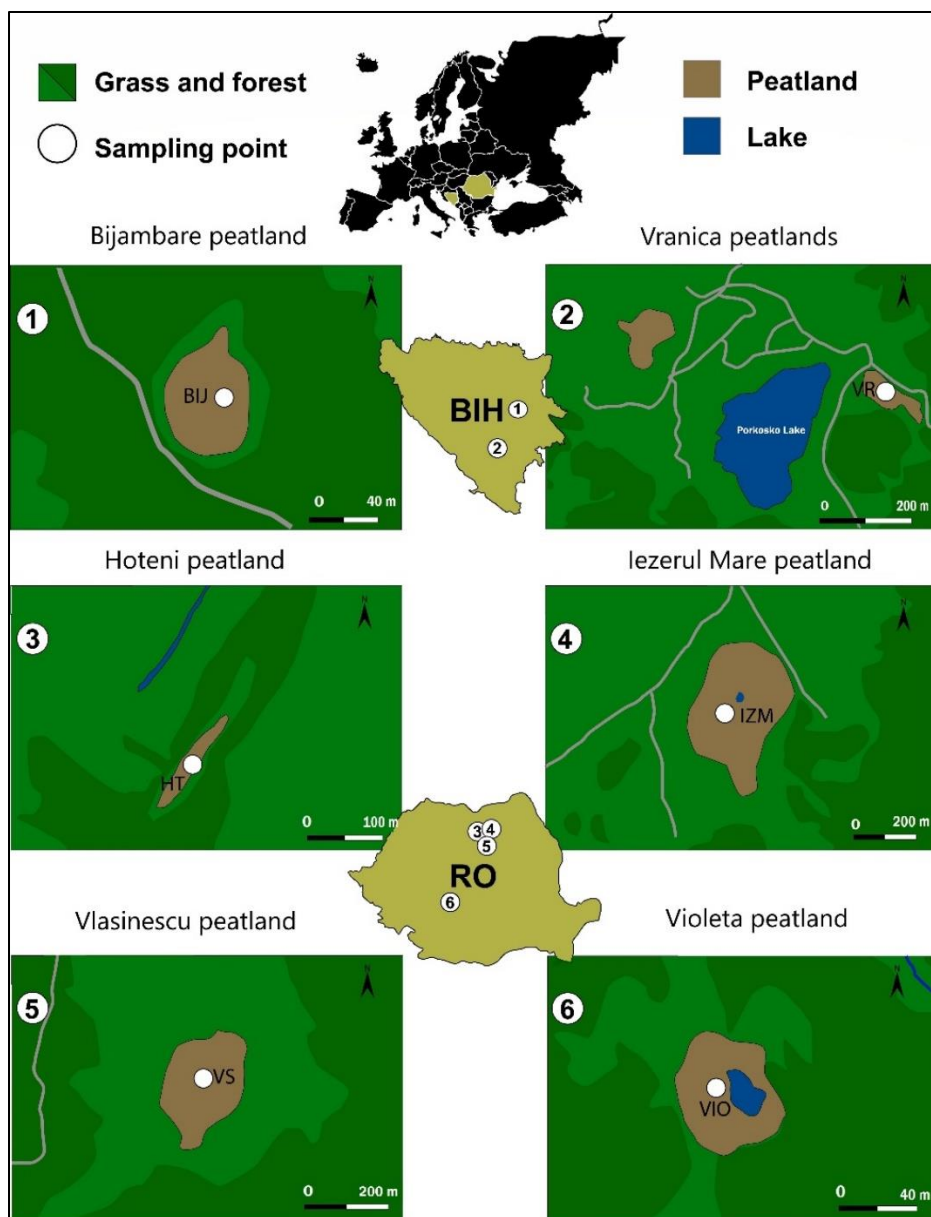 Grass and forest
Sampling point
Peatland
Lake
Bijambare peatland
Vranica peatlands
1
N
BIJ
0 40 m
BIH
1
2
2
N
VR
Porkosko Lake
0 200 m
Hoteni peatland
Iezerul Mare peatland
3
N
HT
0 100 m
4
N
IZM
0 200 m
3
4
5
RO
6
Vlasinescu peatland
Violeta peatland
5
N
VS
0 200 m
6
N
VIO
0 40 m